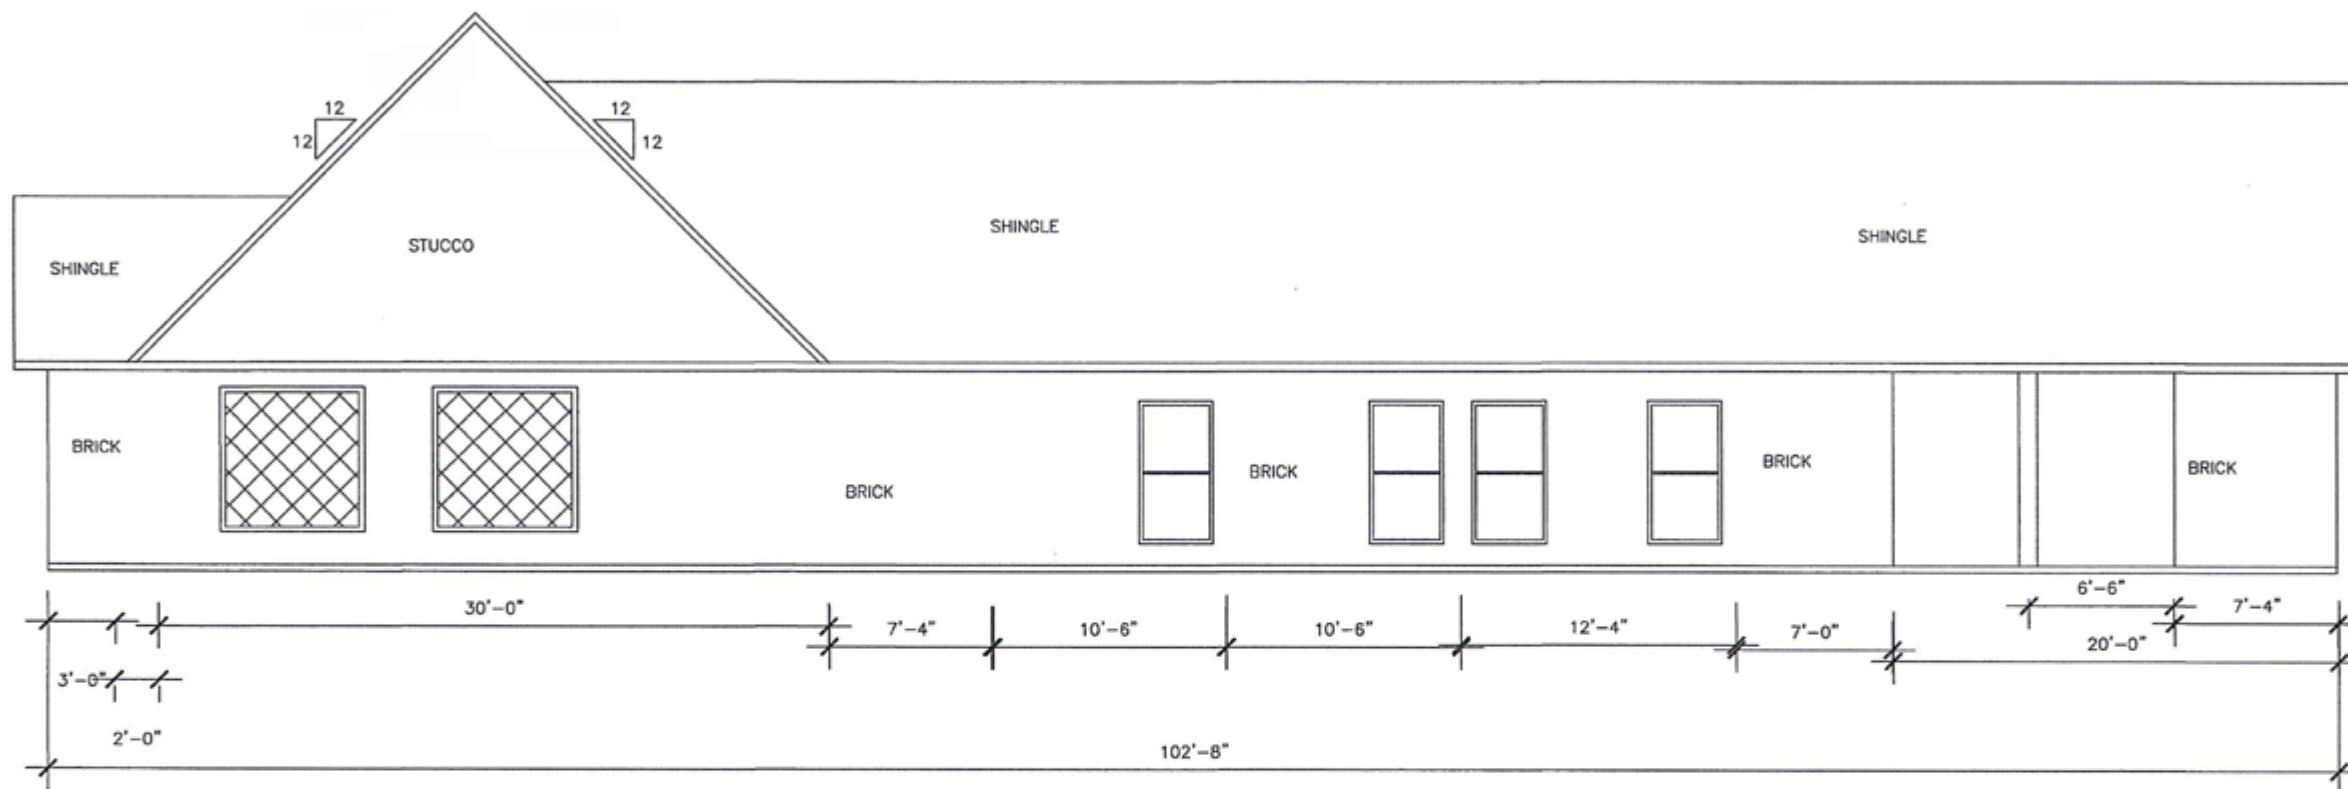 12
12
12
12
SHINGLE
STUCCO
SHINGLE
SHINGLE
BRICK
BRICK
BRICK
BRICK
BRICK
30'-0"
7'-4"
10'-6"
10'-6"
12'-4"
7'-0"
6'-6"
7'-4"
20'-0"
3'-0"
2'-0"
102'-8"